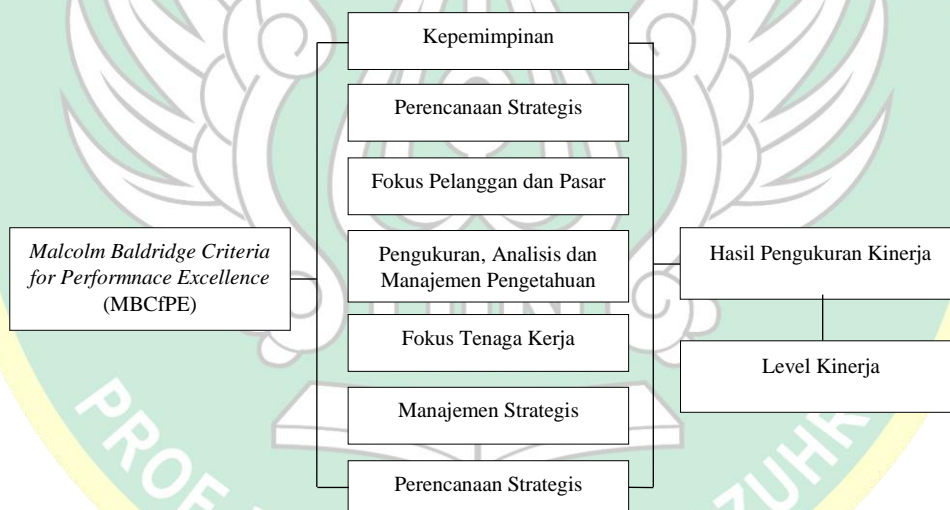 Kepemimpinan
Perencanaan Strategis
Fokus Pelanggan dan Pasar
Malcolm Baldridge Criteria
for Performnace Excellence
(MBCfPE)
Pengukuran, Analisis dan
Manajemen Pengetahuan
Hasil Pengukuran Kinerja
Fokus Tenaga Kerja
Level Kinerja
Manajemen Strategis
Perencanaan Strategis